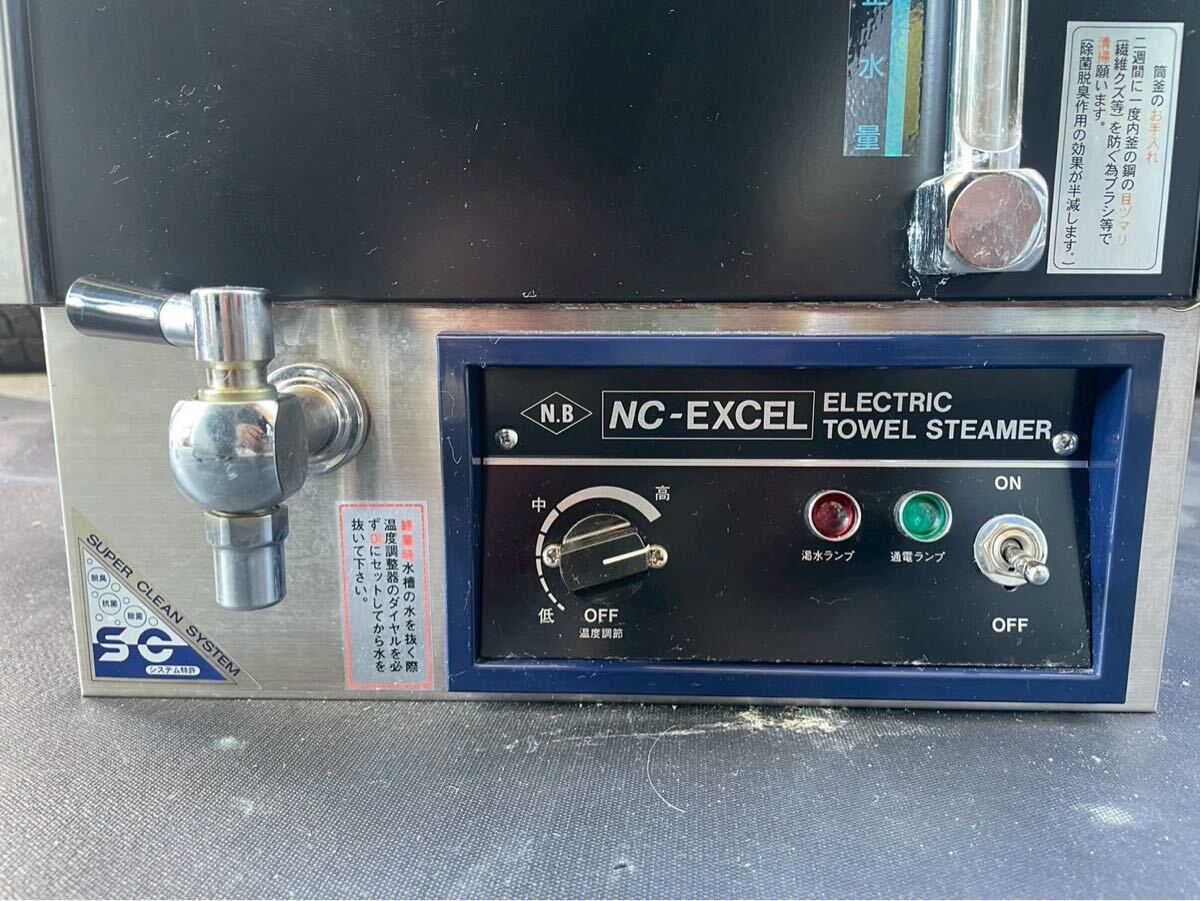 正水量
筒釜のお手入れ
二週間に一度内釜の鋼の目ヅマリ
(繊維クズ等)を防ぐ為ブラシ等で
清掃願います。
(除菌脱臭作用の効果が半減します。)
N.B
NC-EXCEL
ELECTRIC
TOWEL STEAMER
中
高
低
OFF
温度調節
渇水ランプ
通電ランプ
ON
OFF
終業時水槽の水を抜く際
温度調整器のダイヤルを必
ずOFFにセットしてから水を
抜いて下さい。
SUPER CLEAN SYSTEM
脱臭
抗菌
除菌
SC
システム特許